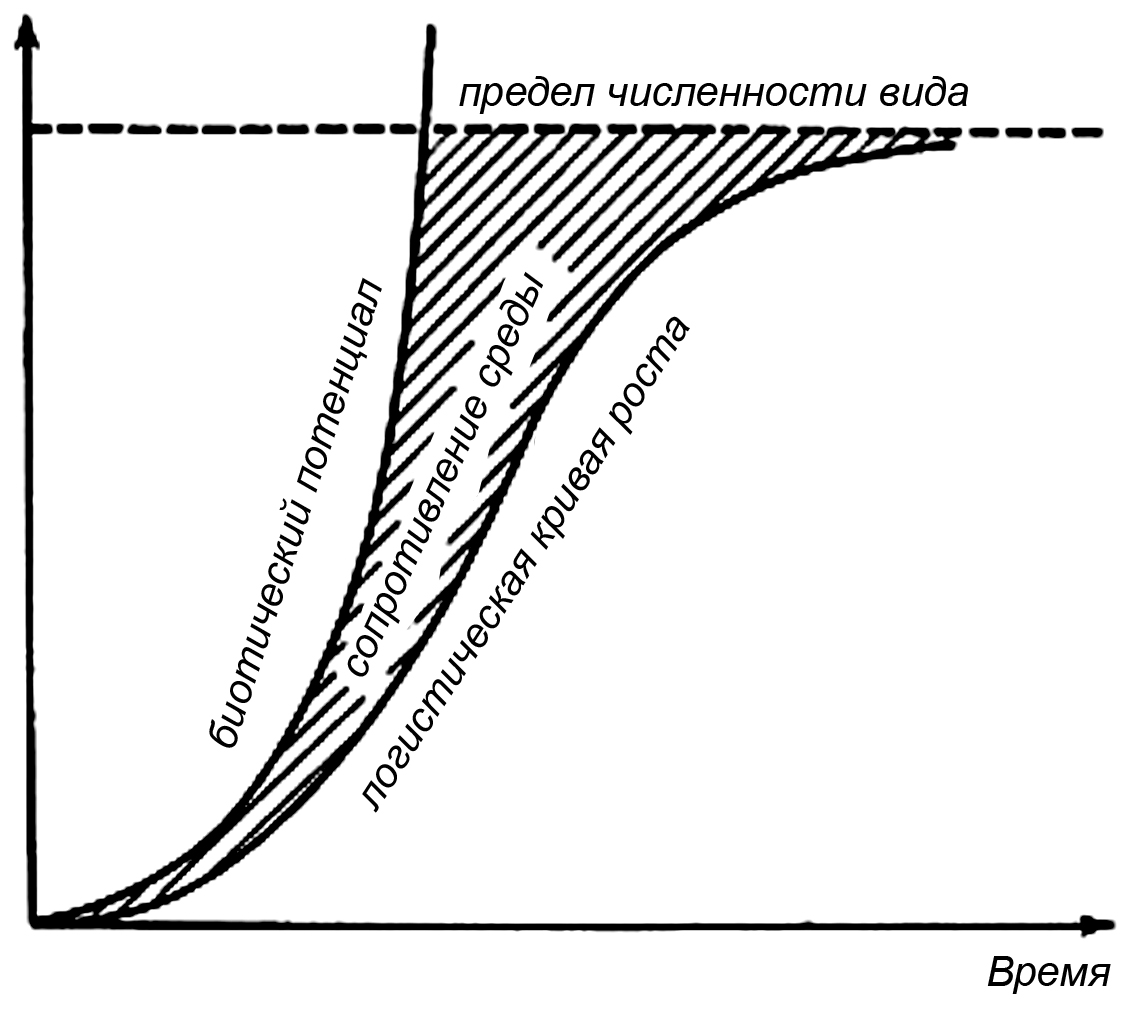 предел численности вида
биотический потенциал
сопротивление среды
логистическая кривая роста
Время